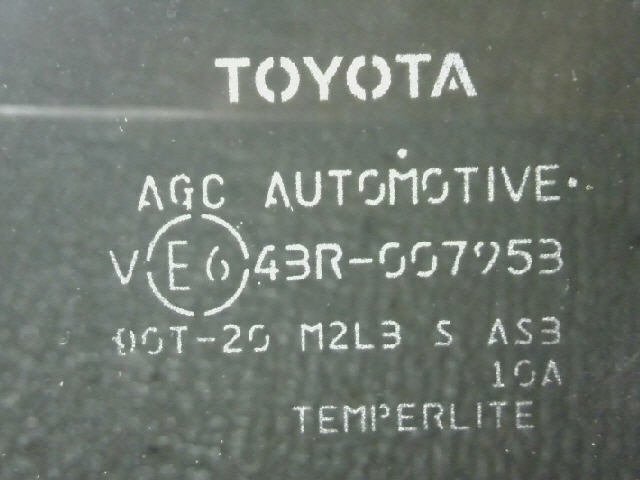 TOYOTA
AGC AUTOMOTIVE
V E6 43R-007953
DOT-20 M2L3 S AS3
10A
TEMPERLITE